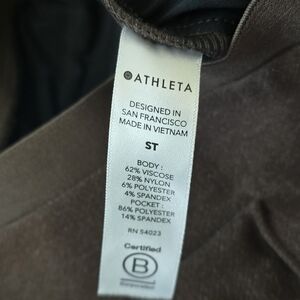 ATHLETA
DESIGNED IN
SAN FRANCISCO
MADE IN VIETNAM
ST
BODY :
62% VISCOSE
28% NYLON
6% POLYESTER
4% SPANDEX
POCKET :
86% POLYESTER
14% SPANDEX
RN 54023
Certified
B
Corporation